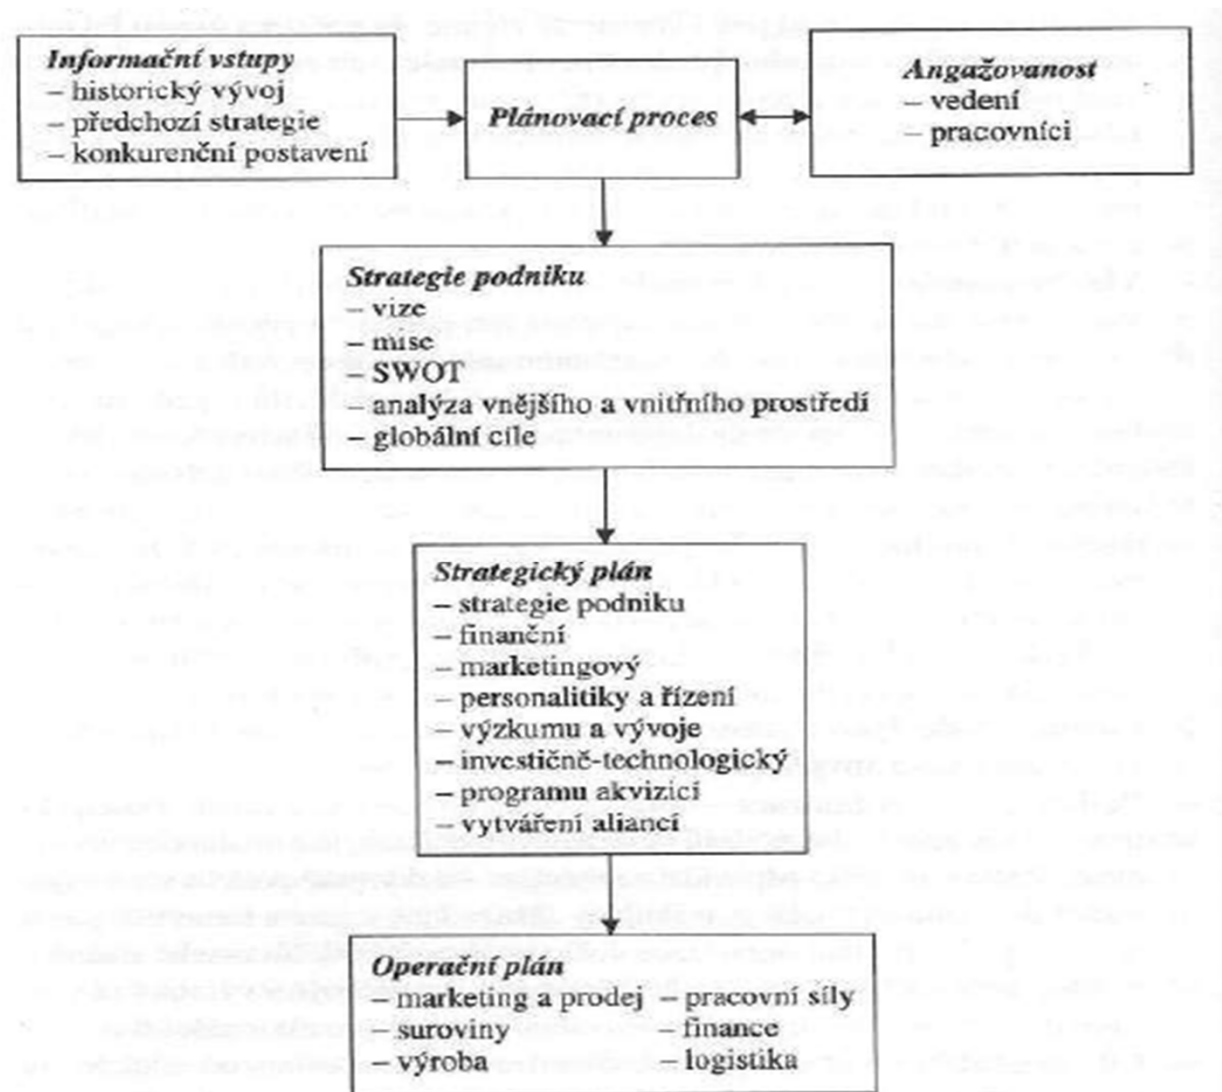 Informační vstupy
– historický vývoj
– předchozí strategie
– konkurenční postavení
Plánovací proces
Angažovanost
– vedení
– pracovníci
Strategie podniku
– vize
– mise
– SWOT
– analýza vnějšího a vnitřního prostředí
– globální cíle
Strategický plán
– strategie podniku
– finanční
– marketingový
– personalitiky a řízení
– výzkumu a vývoje
– investičně-technologický
– programu akvizicí
– vytváření aliancí
Operační plán
– marketing a prodej – pracovní síly
– suroviny – finance
– výroba – logistika